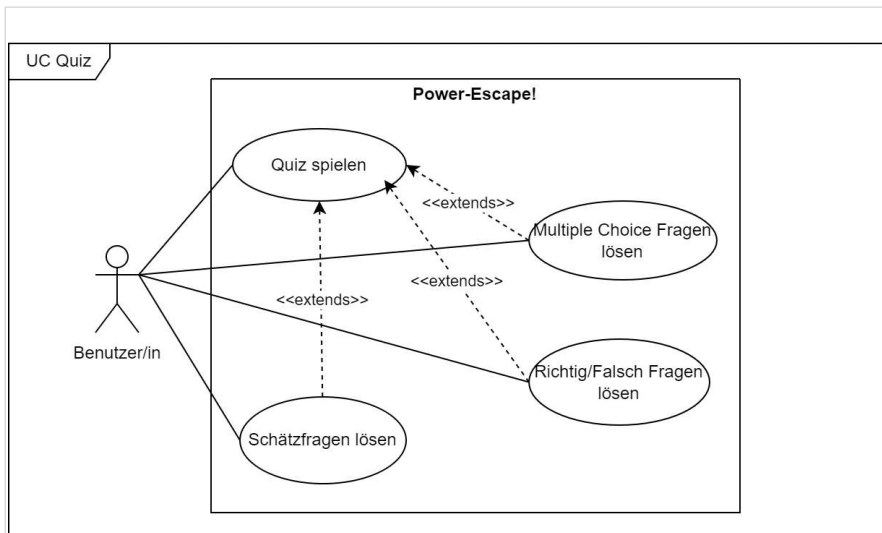 UC Quiz
Power-Escape!
Quiz spielen
<<extends>>
Multiple Choice Fragen
lösen
<<extends>>
<<extends>>
Benutzer/in
Richtig/Falsch Fragen
lösen
Schätzfragen lösen